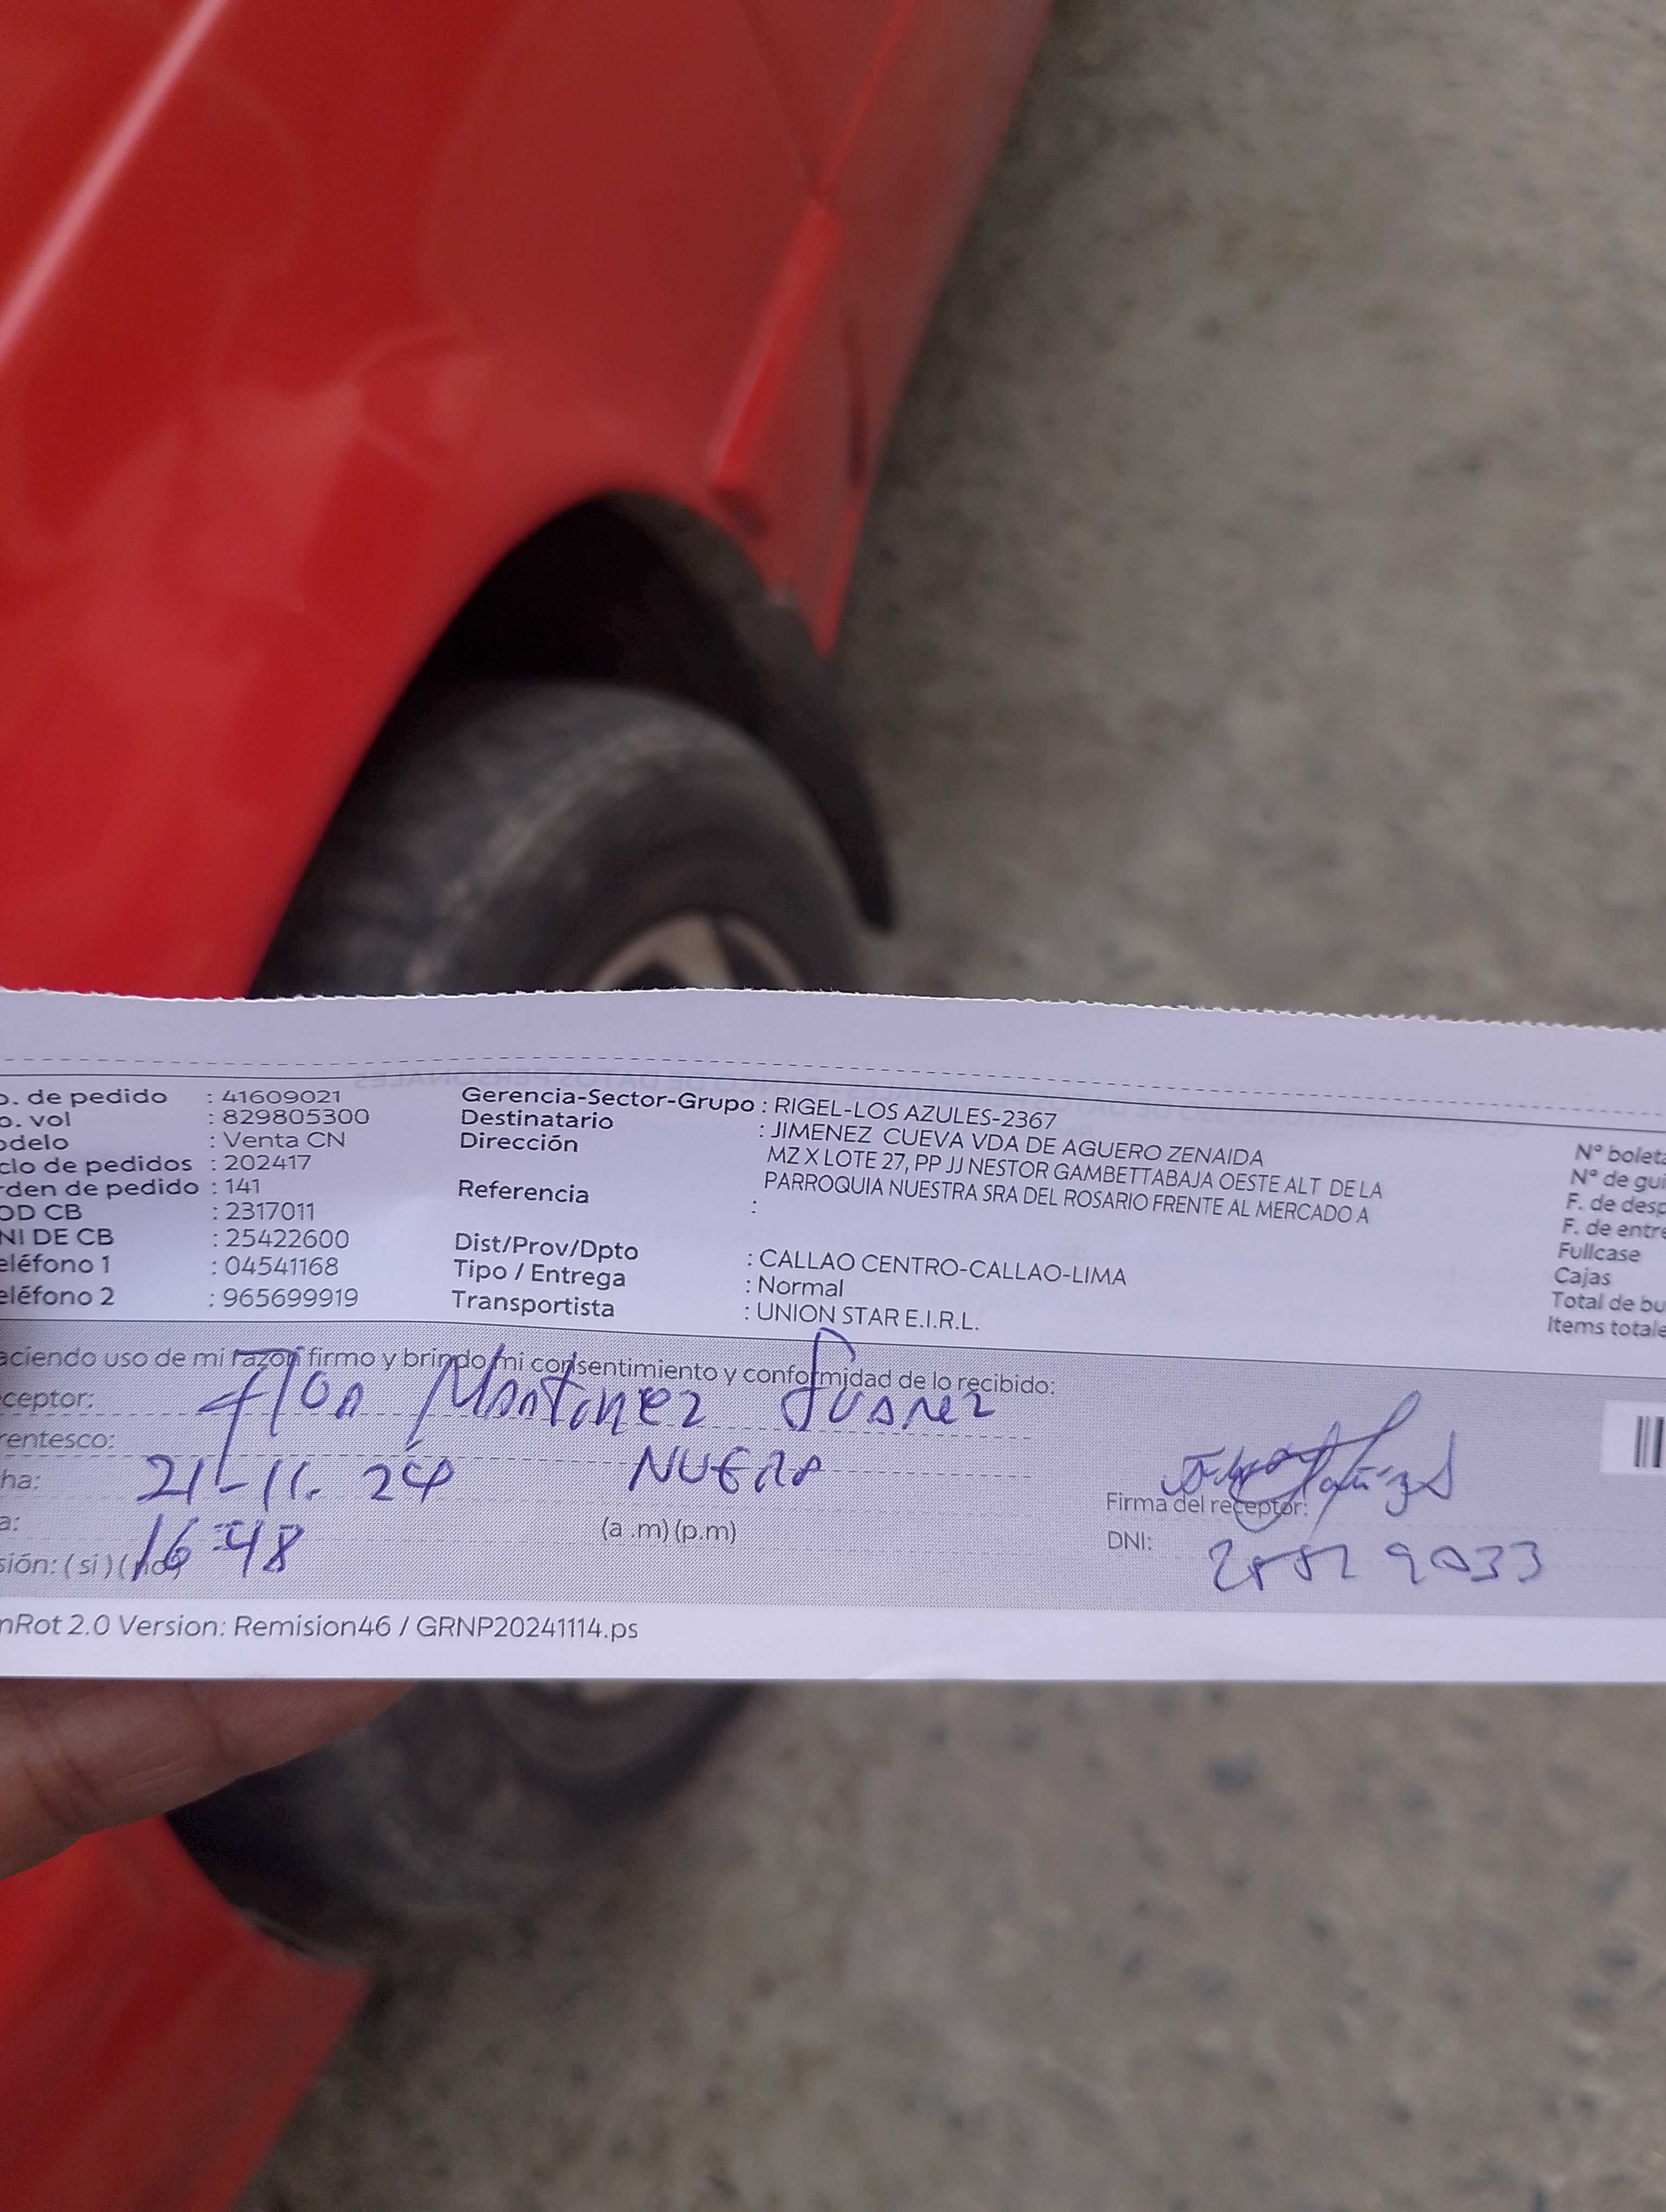 o. de pedido : 41609021
o. vol : 829805300
odelo : Venta CN
clo de pedidos : 202417
rden de pedido : 141
OD CB : 2317011
NI DE CB : 25422600
eléfono 1 : 04541168
eléfono 2 : 965699919
Gerencia-Sector-Grupo : RIGEL-LOS AZULES-2367
Destinatario : JIMENEZ CUEVA VDA DE AGUERO ZENAIDA
Dirección MZ X LOTE 27, PP JJ NESTOR GAMBETTABAJA OESTE ALT DE LA
PARROQUIA NUESTRA SRA DEL ROSARIO FRENTE AL MERCADO A
Referencia :
Dist/Prov/Dpto : CALLAO CENTRO-CALLAO-LIMA
Tipo / Entrega : Normal
Transportista : UNION STAR E.I.R.L.
Nº boleta
Nº de gui
F. de desp
F. de entre
Fullcase
Cajas
Total de bu
Items totale
aciendo uso de mi razon firmo y brindo mi consentimiento y conformidad de lo recibido:
ceptor: Flor Martinez Suarez
rentesco: NUERA
ha: 21-11. 24
a: 16:48 (a .m) (p.m)
sión: ( si ) ( no)
Firma del receptor:
DNI: 9033
nRot 2.0 Version: Remision46 / GRNP20241114.ps